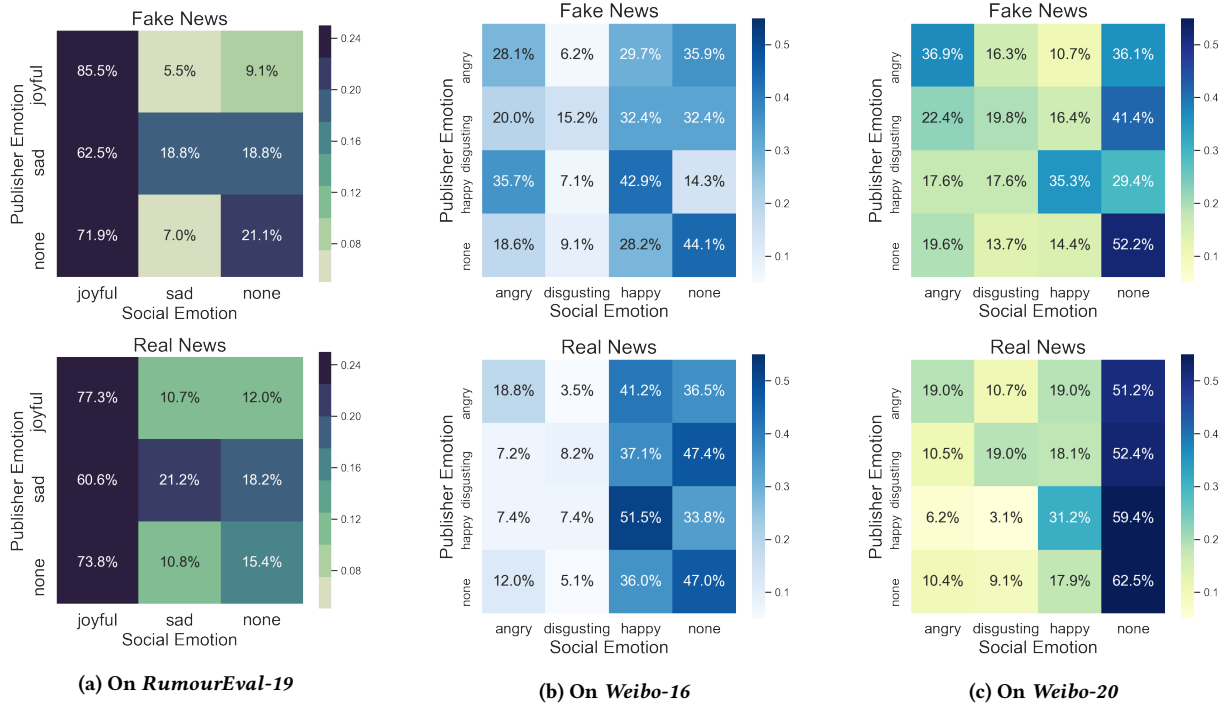 Fake News
Publisher Emotion
joyful
sad
none
85.5% 5.5% 9.1%
62.5% 18.8% 18.8%
71.9% 7.0% 21.1%
joyful sad none
Social Emotion
0.24
0.20
0.16
0.12
0.08
Real News
Publisher Emotion
joyful
sad
none
77.3% 10.7% 12.0%
60.6% 21.2% 18.2%
73.8% 10.8% 15.4%
joyful sad none
Social Emotion
0.24
0.20
0.16
0.12
0.08
(a) On RumourEval-19
Fake News
Publisher Emotion
angry
disgusting
happy
none
28.1% 6.2% 29.7% 35.9%
20.0% 15.2% 32.4% 32.4%
35.7% 7.1% 42.9% 14.3%
18.6% 9.1% 28.2% 44.1%
angry disgusting happy none
Social Emotion
0.5
0.4
0.3
0.2
0.1
Real News
Publisher Emotion
angry
disgusting
happy
none
18.8% 3.5% 41.2% 36.5%
7.2% 8.2% 37.1% 47.4%
7.4% 7.4% 51.5% 33.8%
12.0% 5.1% 36.0% 47.0%
angry disgusting happy none
Social Emotion
0.5
0.4
0.3
0.2
0.1
(b) On Weibo-16
Fake News
Publisher Emotion
angry
disgusting
happy
none
36.9% 16.3% 10.7% 36.1%
22.4% 19.8% 16.4% 41.4%
17.6% 17.6% 35.3% 29.4%
19.6% 13.7% 14.4% 52.2%
angry disgusting happy none
Social Emotion
0.5
0.4
0.3
0.2
0.1
Real News
Publisher Emotion
angry
disgusting
happy
none
19.0% 10.7% 19.0% 51.2%
10.5% 19.0% 18.1% 52.4%
6.2% 3.1% 31.2% 59.4%
10.4% 9.1% 17.9% 62.5%
angry disgusting happy none
Social Emotion
0.5
0.4
0.3
0.2
0.1
(c) On Weibo-20